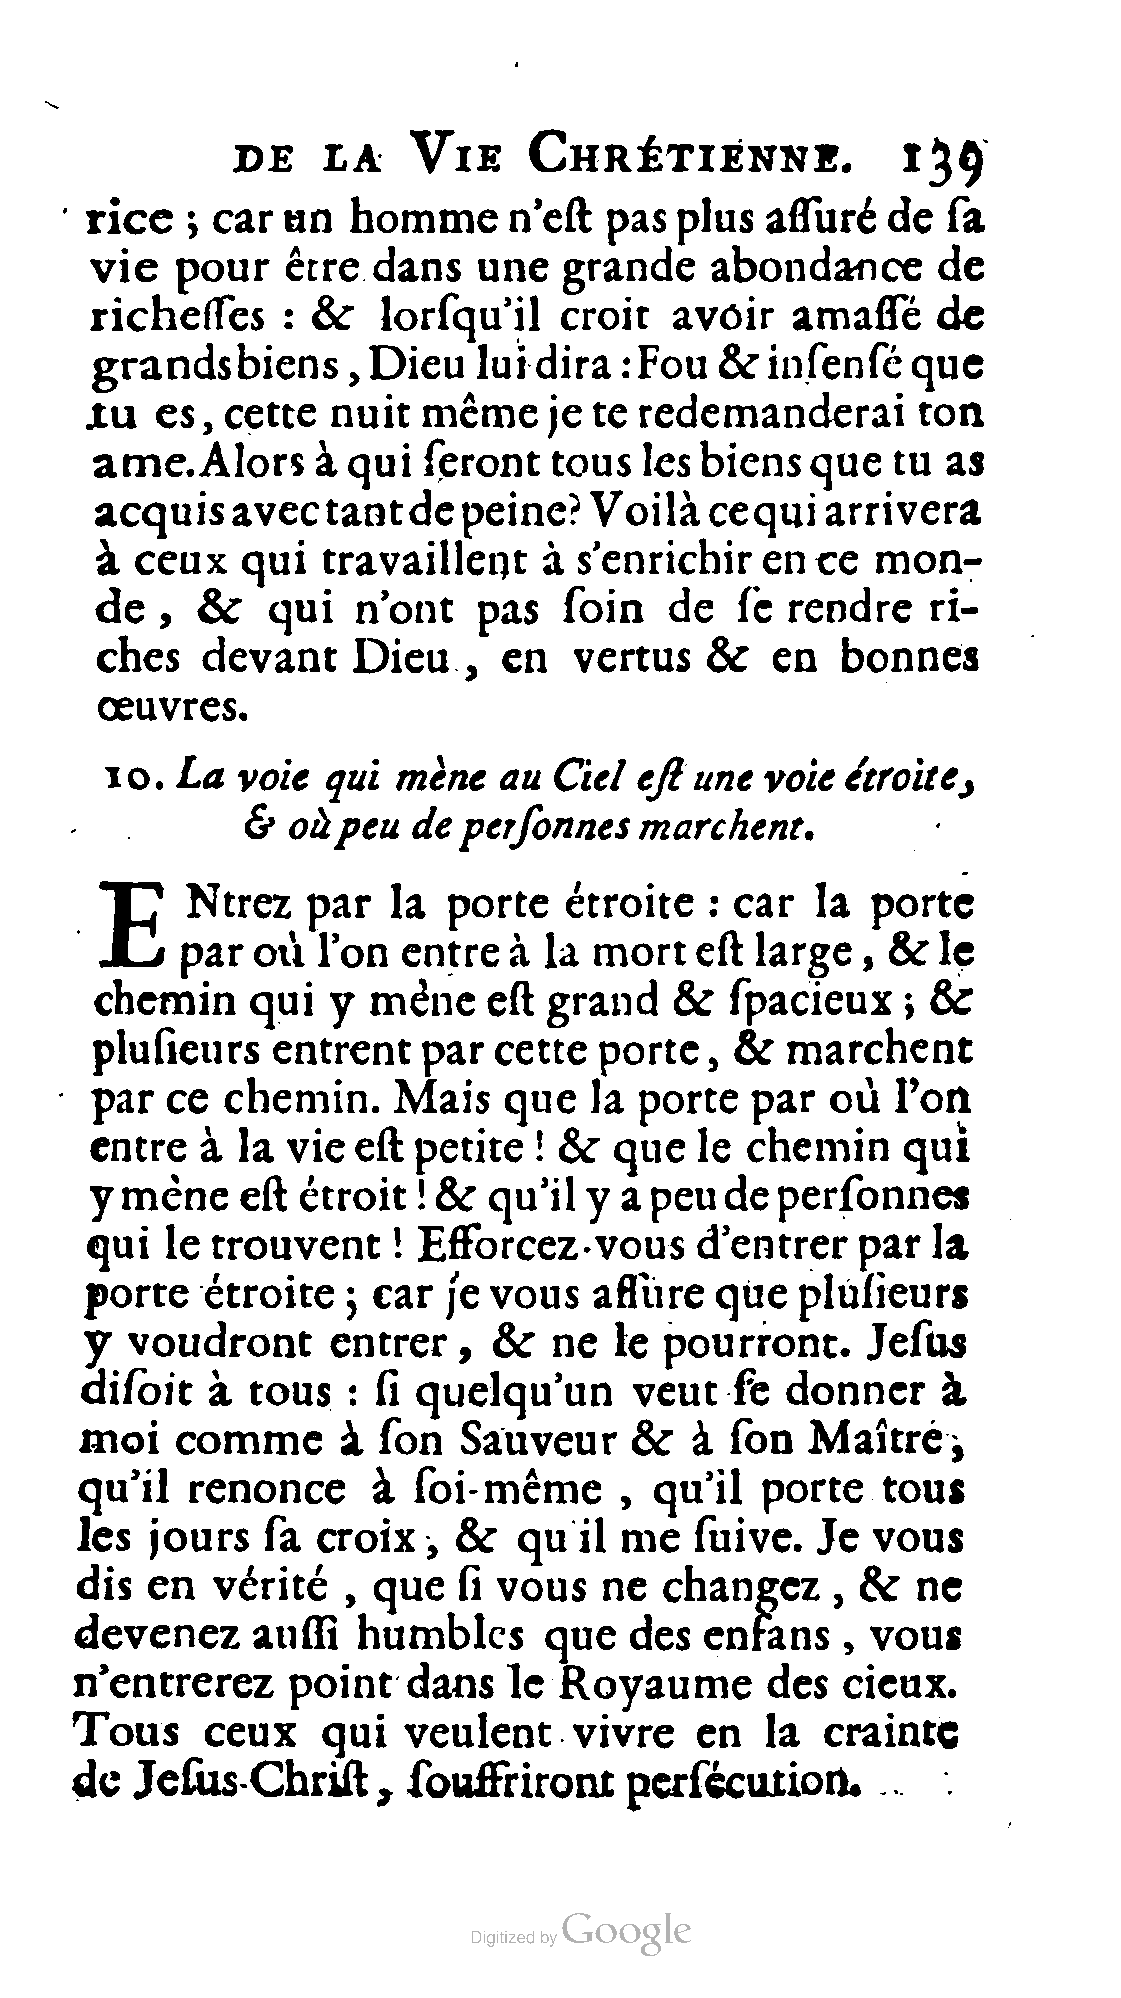 DE LA VIE CHRÉTIENNE. 139
rice ; car un homme n'eſt pas plus aſſuré de ſa
vie pour être dans une grande abondance de
richeſſes : & lorſqu'il croit avoir amaſſé de
grands biens , Dieu lui dira : Fou & inſenſé que
tu es, cette nuit même je te redemanderai ton
ame. Alors à qui ſeront tous les biens que tu as
acquis avec tant de peine? Voilà ce qui arrivera
à ceux qui travaillent à s'enrichir en ce mon-
de , & qui n'ont pas ſoin de ſe rendre ri-
ches devant Dieu , en vertus & en bonnes
œuvres.
10. La voie qui mène au Ciel eſt une voie étroite,
& où peu de perſonnes marchent.
ENtrez par la porte étroite : car la porte
par où l'on entre à la mort eſt large , & le
chemin qui y mène eſt grand & ſpacieux ; &
pluſieurs entrent par cette porte , & marchent
par ce chemin. Mais que la porte par où l'on
entre à la vie eſt petite ! & que le chemin qui
y mène eſt étroit ! & qu'il y a peu de perſonnes
qui le trouvent ! Efforcez-vous d'entrer par la
porte étroite ; car je vous aſſûre que pluſieurs
y voudront entrer , & ne le pourront. Jeſus
diſoit à tous : ſi quelqu'un veut ſe donner à
moi comme à ſon Sauveur & à ſon Maître ,
qu'il renonce à ſoi-même , qu'il porte tous
les jours ſa croix , & qu'il me ſuive. Je vous
dis en vérité , que ſi vous ne changez , & ne
devenez auſſi humbles que des enfans , vous
n'entrerez point dans le Royaume des cieux.
Tous ceux qui veulent vivre en la crainte
de Jeſus-Chriſt , ſouffriront perſécution.
Digitized by Google